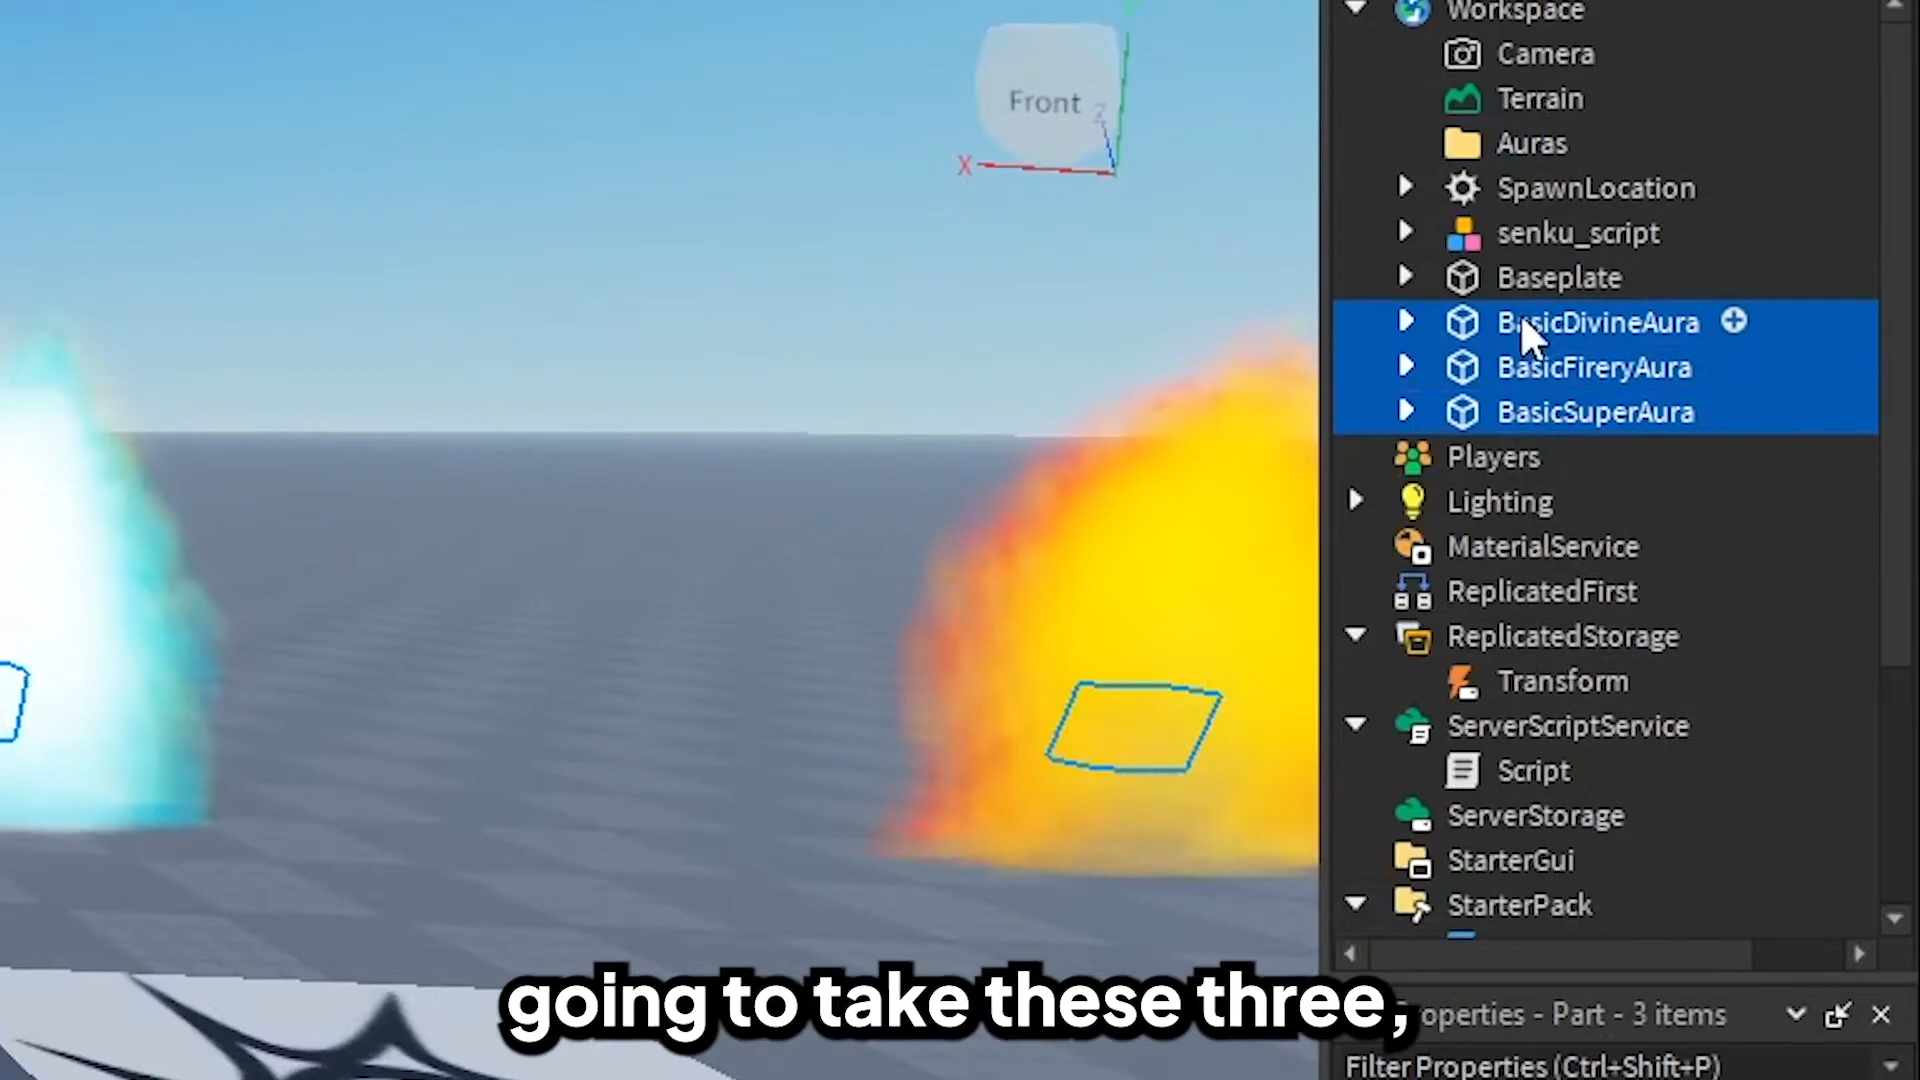 Workspace
Camera
Terrain
Auras
SpawnLocation
senku_script
Baseplate
BasicDivineAura
BasicFireryAura
BasicSuperAura
Players
Lighting
MaterialService
ReplicatedFirst
ReplicatedStorage
Transform
ServerScriptService
Script
ServerStorage
StarterGui
StarterPack
Front
Z
X
going to take these three,
roperties - Part - 3 items
Filter Properties (Ctrl+Shift+P)